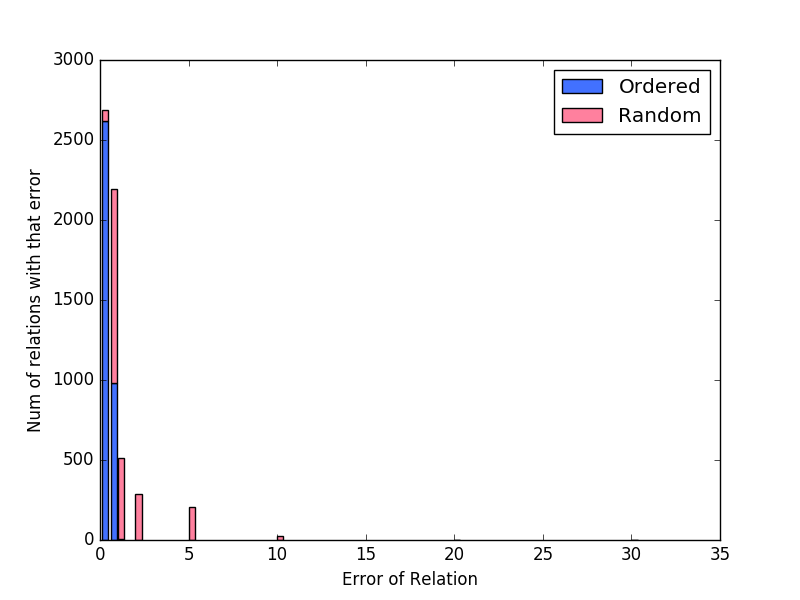 Ordered
Random
3000
2500
2000
1500
1000
500
0
Num of relations with that error
0 5 10 15 20 25 30 35
Error of Relation